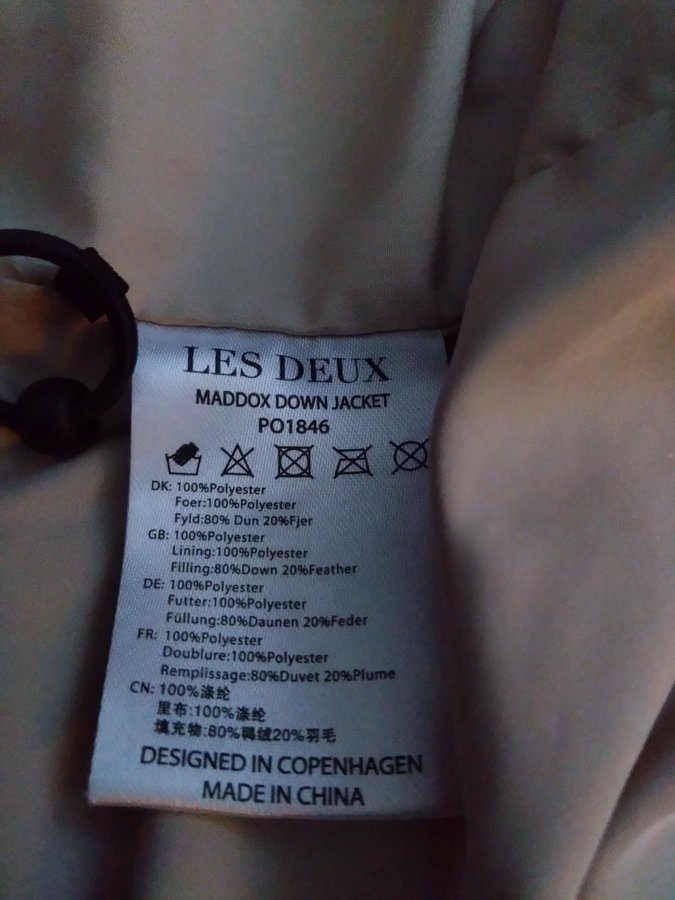 LES DEUX
MADDOX DOWN JACKET
PO1846
DK: 100%Polyester
Foer:100%Polyester
Fyld:80% Dun 20%Fjer
GB: 100%Polyester
Lining:100%Polyester
Filling:80%Down 20%Feather
DE: 100%Polyester
Futter:100%Polyester
Füllung:80%Daunen 20%Feder
FR: 100%Polyester
Doublure:100%Polyester
Remplissage:80%Duvet 20%Plume
CN: 100%涤纶
里布:100%涤纶
填充物:80%鸭绒20%羽毛
DESIGNED IN COPENHAGEN
MADE IN CHINA